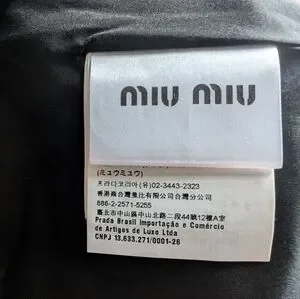 miu miu
(ミュウミュウ)
프라다코리아(유)02-3443-2323
香港商台灣普拉達有限公司台灣分公司
886-2-2571-5255
臺北市中山區中山北路二段44號12樓A室
Prada Brasil Importação e Comércio
de Artigos de Luxo Ltda
CNPJ 13.633.271/0001-26